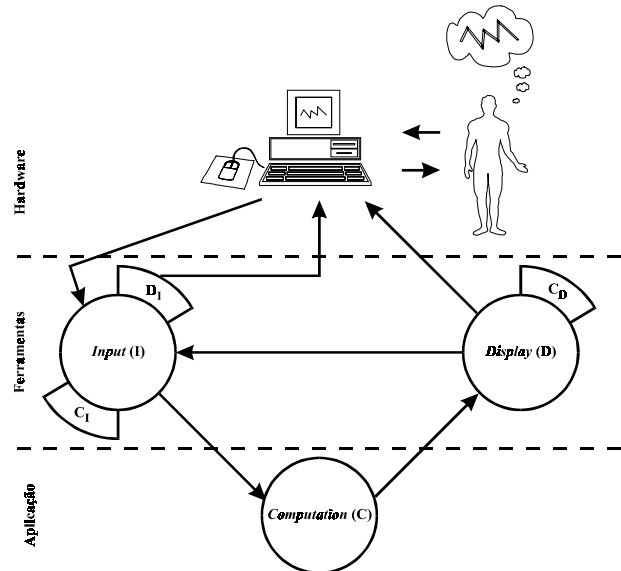 Hardware
Ferramentas
D_I
Input (I)
C_I
C_D
Display (D)
Aplicação
Computation (C)